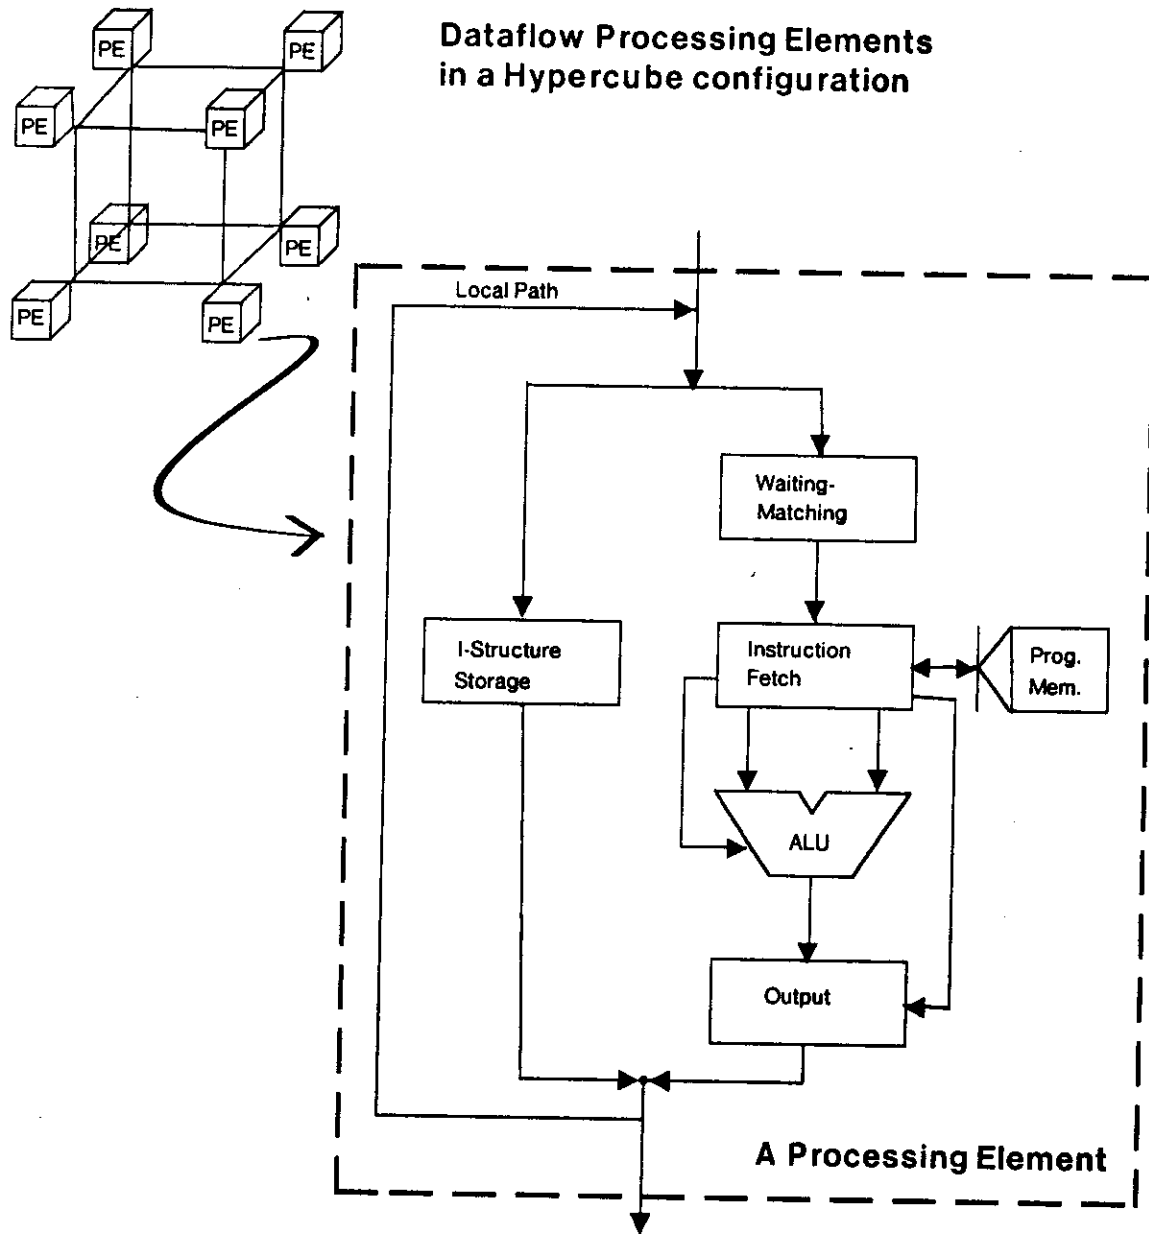 Dataflow Processing Elements
in a Hypercube configuration
PE
PE
PE
PE
PE
PE
PE
PE
Local Path
Waiting-
Matching
I-Structure
Storage
Instruction
Fetch
Prog.
Mem.
ALU
Output
A Processing Element